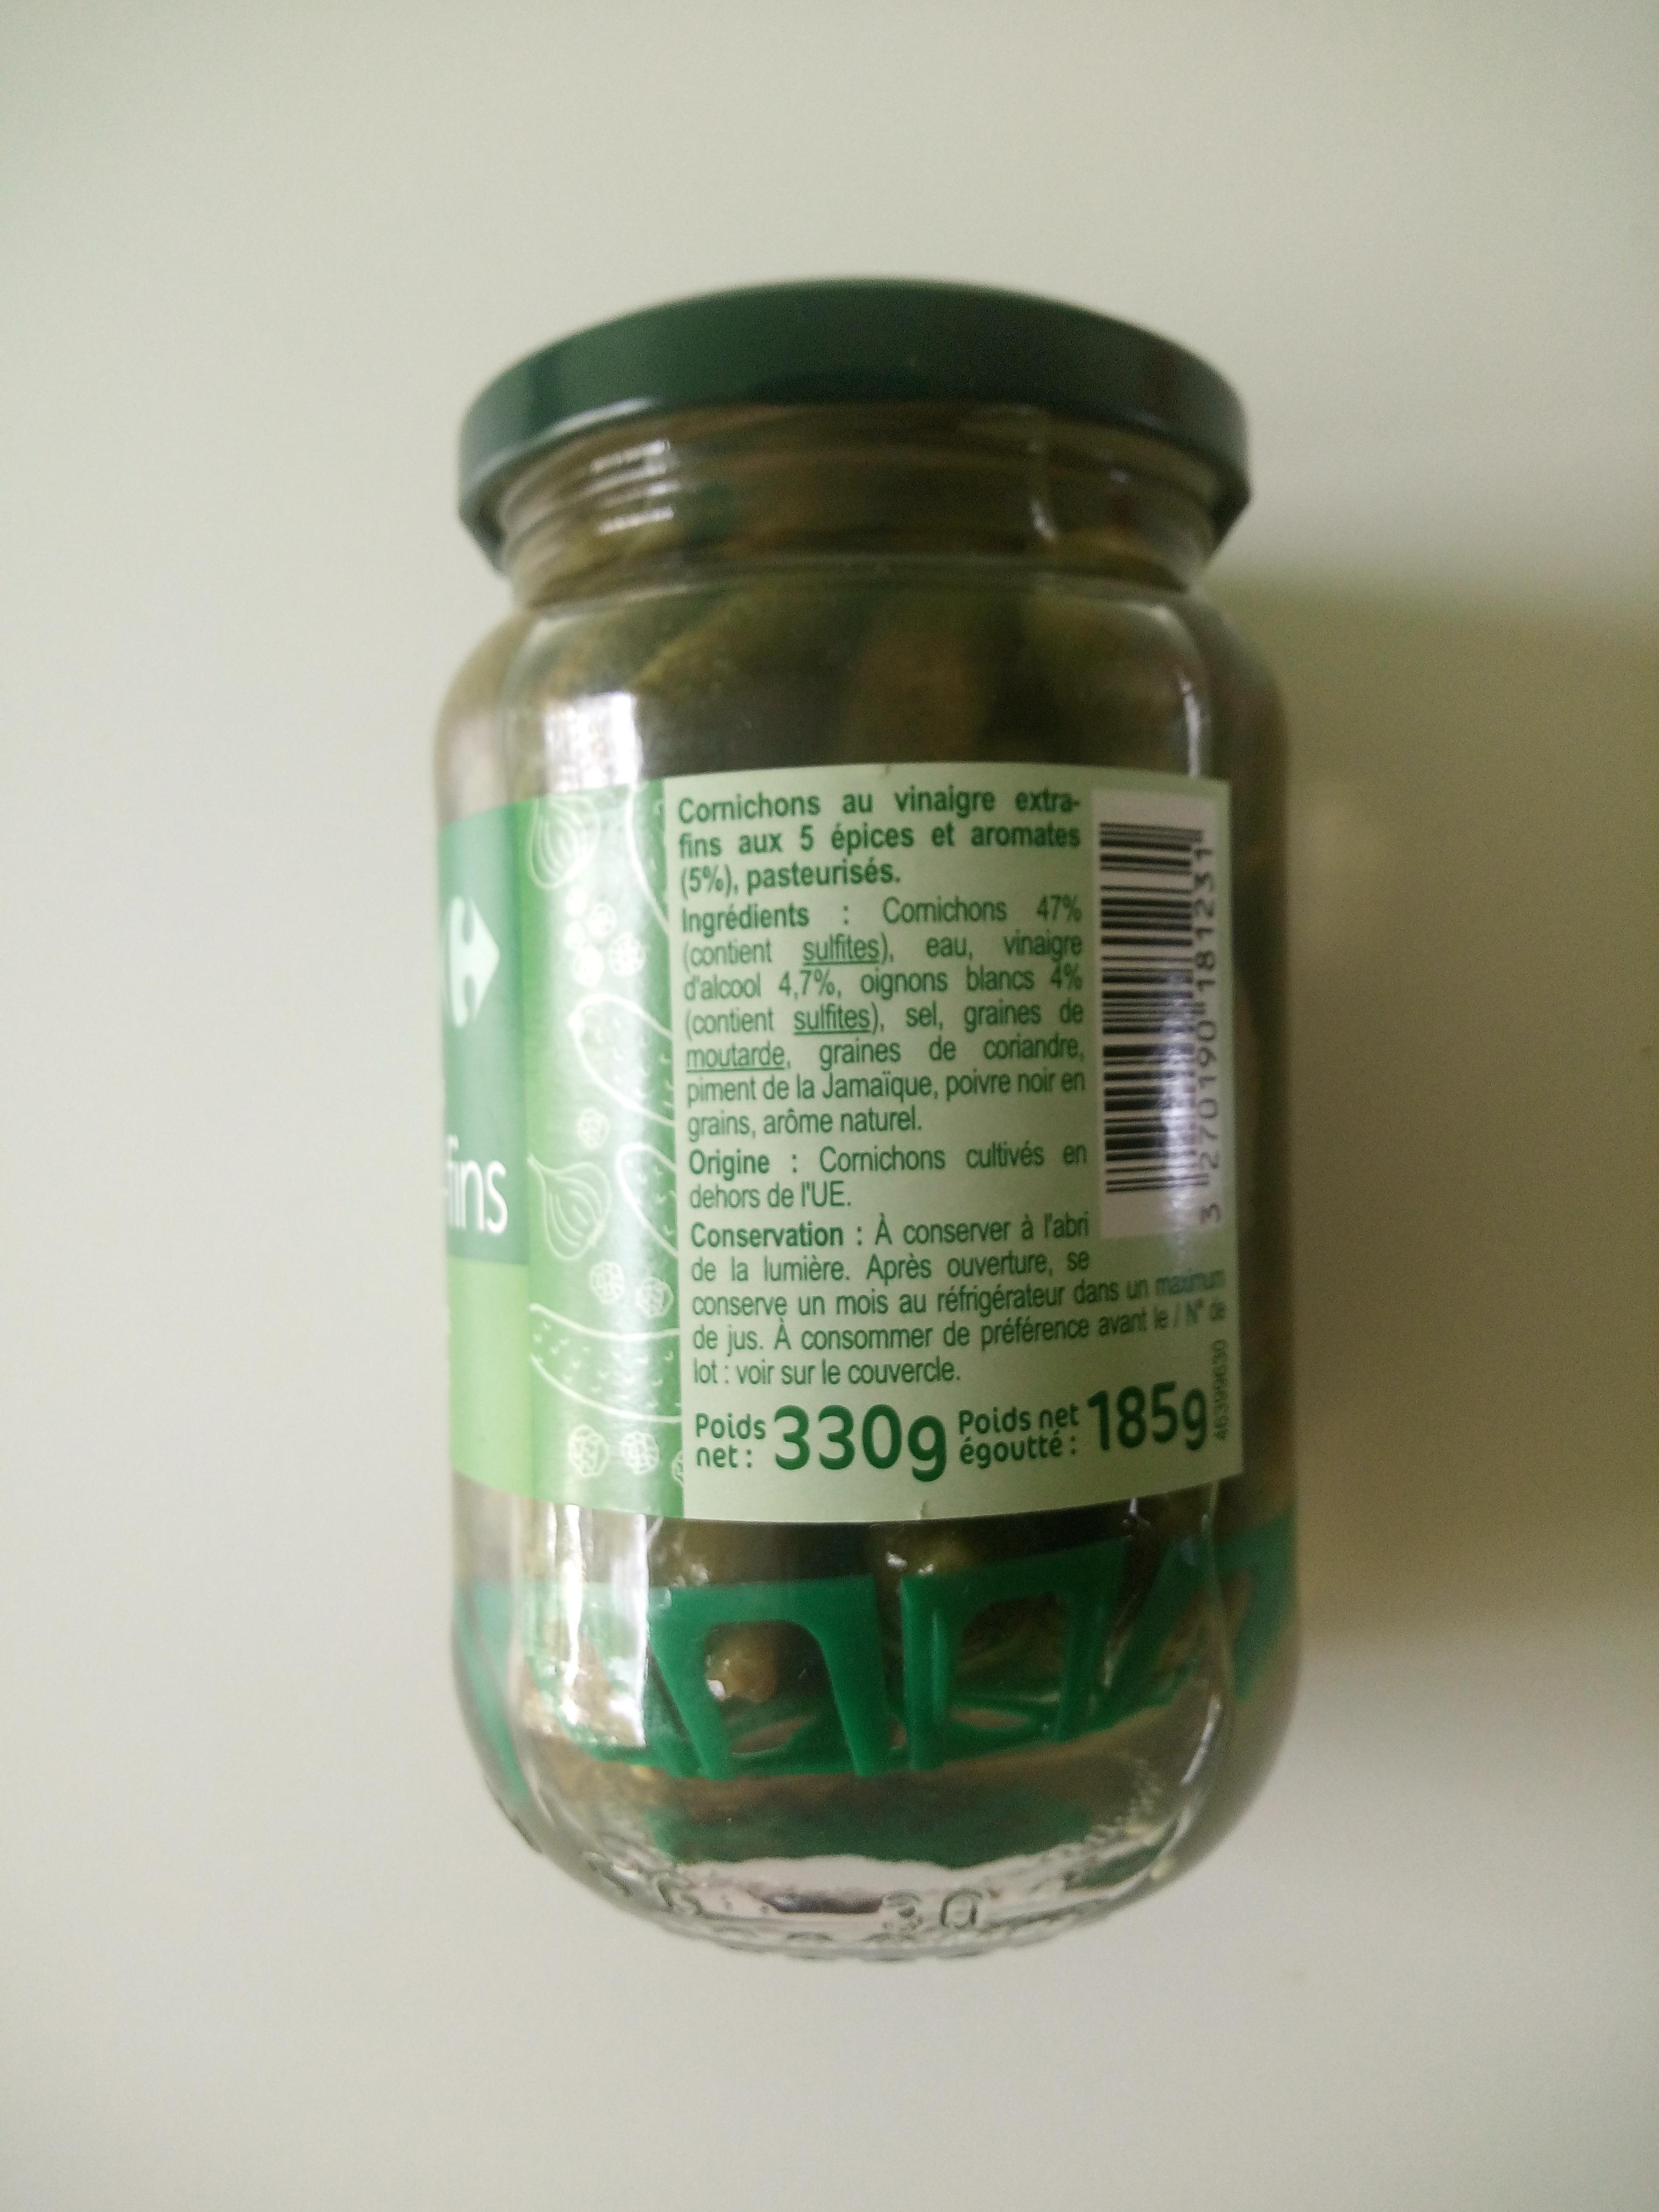 fins
Cornichons au vinaigre extra-
fins aux 5 épices et aromates
(5%), pasteurisés.
Ingrédients : Cornichons 47%
(contient sulfites), eau, vinaigre
d'alcool 4,7%, oignons blancs 4%
(contient sulfites), sel, graines de
moutarde, graines de coriandre,
piment de la Jamaïque, poivre noir en
grains, arôme naturel.
Origine : Cornichons cultivés en
dehors de l'UE.
Conservation : À conserver à l'abri
de la lumière. Après ouverture, se
conserve un mois au réfrigérateur dans un maximum
de jus. À consommer de préférence avant le / N° de
lot : voir sur le couvercle.
Poids net : 330g Poids net égoutté : 185g
3 270190 181231
46399630
30